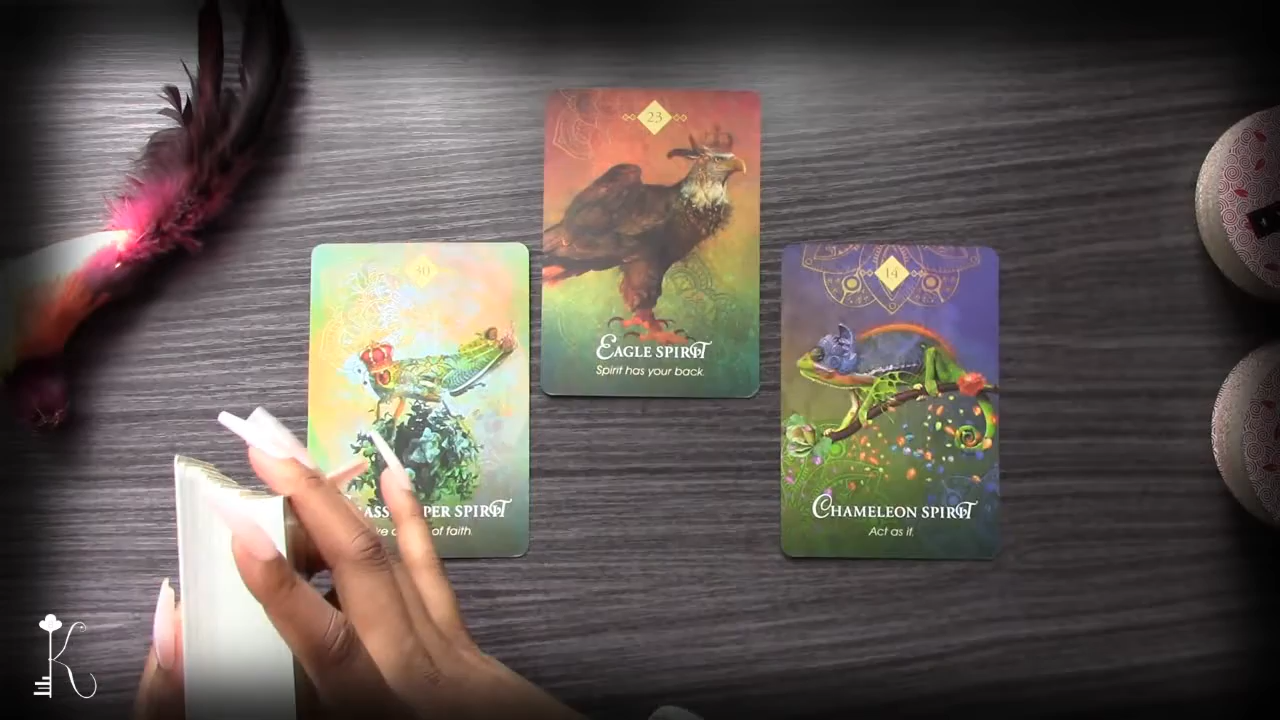 23
EAGLE SPIRIT
Spirit has your back.
30
PER SPIRIT
of faith.
14
CHAMELEON SPIRIT
Act as if.
K